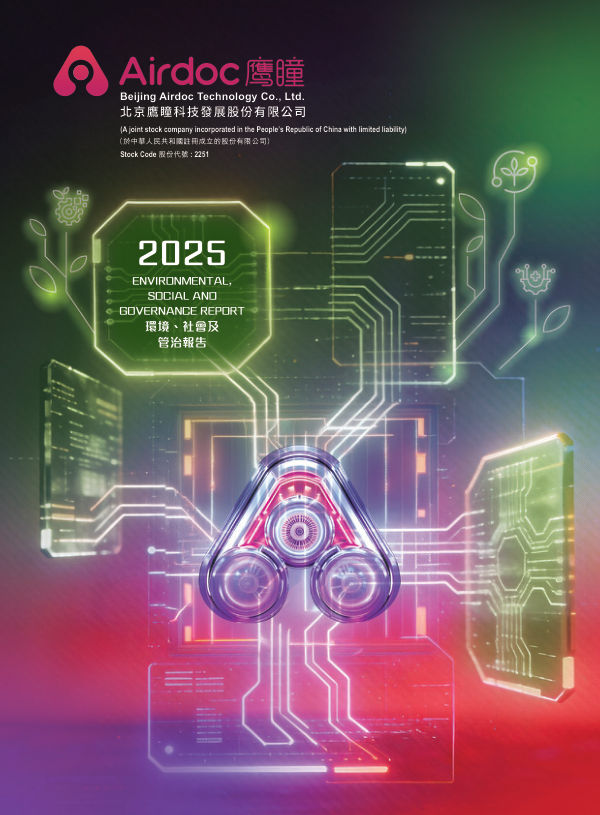 Airdoc 鹰瞳
Beijing Airdoc Technology Co., Ltd.
北京鷹瞳科技發展股份有限公司
(A joint stock company incorporated in the People's Republic of China with limited liability)
(於中華人民共和國註冊成立的股份有限公司)
Stock Code 股份代號 : 2251
2025
ENVIRONMENTAL,
SOCIAL AND
GOVERNANCE REPORT
環境、社會及
管治報告